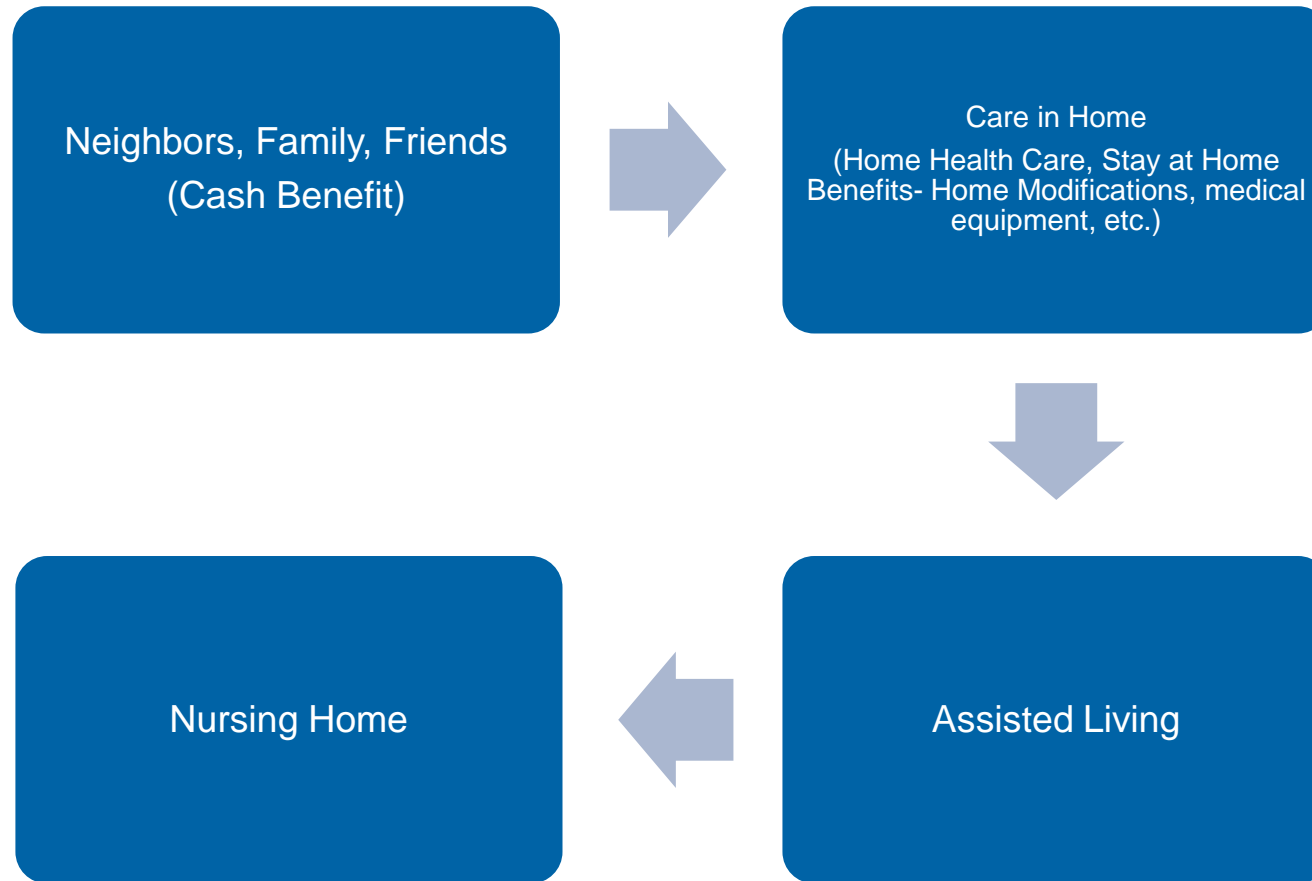 Neighbors, Family, Friends
(Cash Benefit)
Care in Home
(Home Health Care, Stay at Home
Benefits- Home Modifications, medical
equipment, etc.)
Nursing Home
Assisted Living